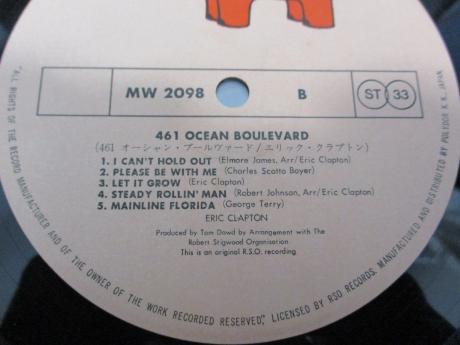 MW 2098
B
ST 33
461 OCEAN BOULEVARD
(461 オーシャン・ブールヴァード/エリック・クラプトン)
1. I CAN'T HOLD OUT (Elmore James, Arr/Eric Clapton)
2. PLEASE BE WITH ME (Charles Scotto Boyer)
3. LET IT GROW (Eric Clapton)
4. STEADY ROLLIN' MAN (Robert Johnson, Arr/Eric Clapton)
5. MAINLINE FLORIDA (George Terry)
ERIC CLAPTON
Produced by Tom Dowd by Arrangement with The
Robert Stigwood Organisation.
This is an original R.S.O. recording.
"ALL RIGHTS OF THE RECORD MANUFACTURER AND OF THE OWNER OF THE WORK RECORDED RESERVED", LICENSED BY RSO RECORDS. MANUFACTURED AND DISTRIBUTED BY POLYDOR K.K. JAPAN